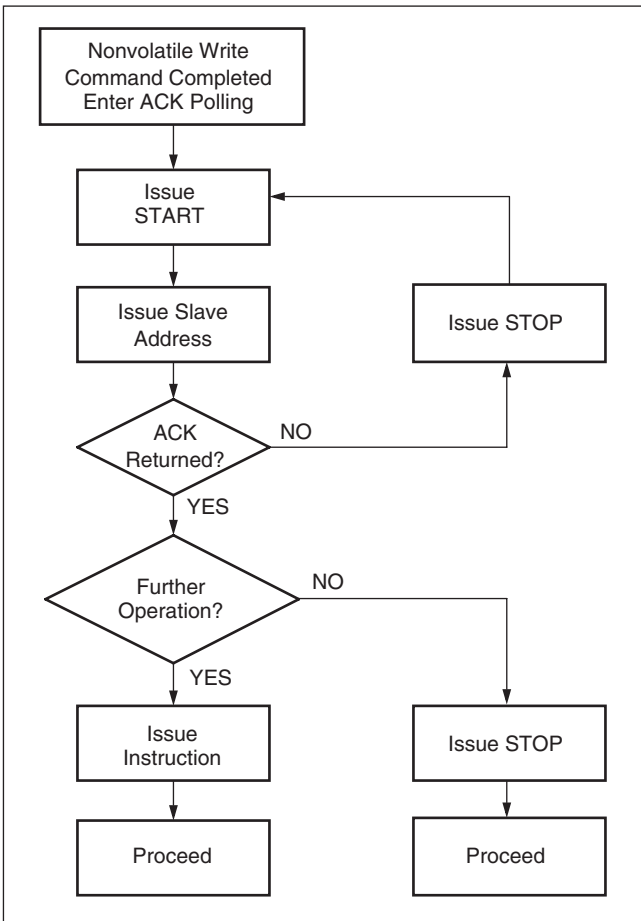 Nonvolatile Write
Command Completed
Enter ACK Polling
Issue
START
Issue Slave
Address
Issue STOP
ACK
Returned?
NO
YES
Further
Operation?
NO
YES
Issue
Instruction
Issue STOP
Proceed
Proceed